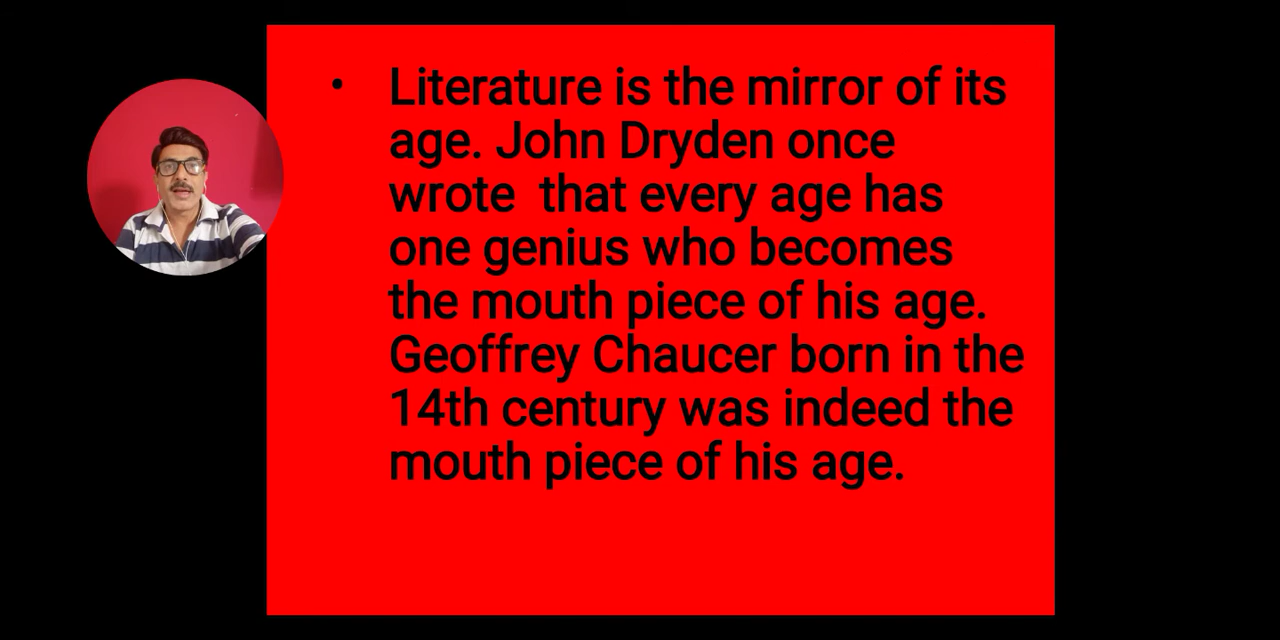 • Literature is the mirror of its
age. John Dryden once
wrote  that every age has
one genius who becomes
the mouth piece of his age.
Geoffrey Chaucer born in the
14th century was indeed the
mouth piece of his age.